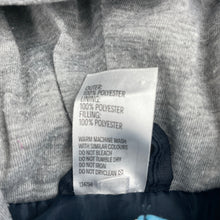 OUTER:
100% POLYESTER
LINING:
100% POLYESTER
FILLING:
100% POLYESTER
WARM MACHINE WASH
WITH SIMILAR COLOURS
DO NOT BLEACH
DO NOT TUMBLE DRY
DO NOT IRON
DO NOT DRYCLEAN